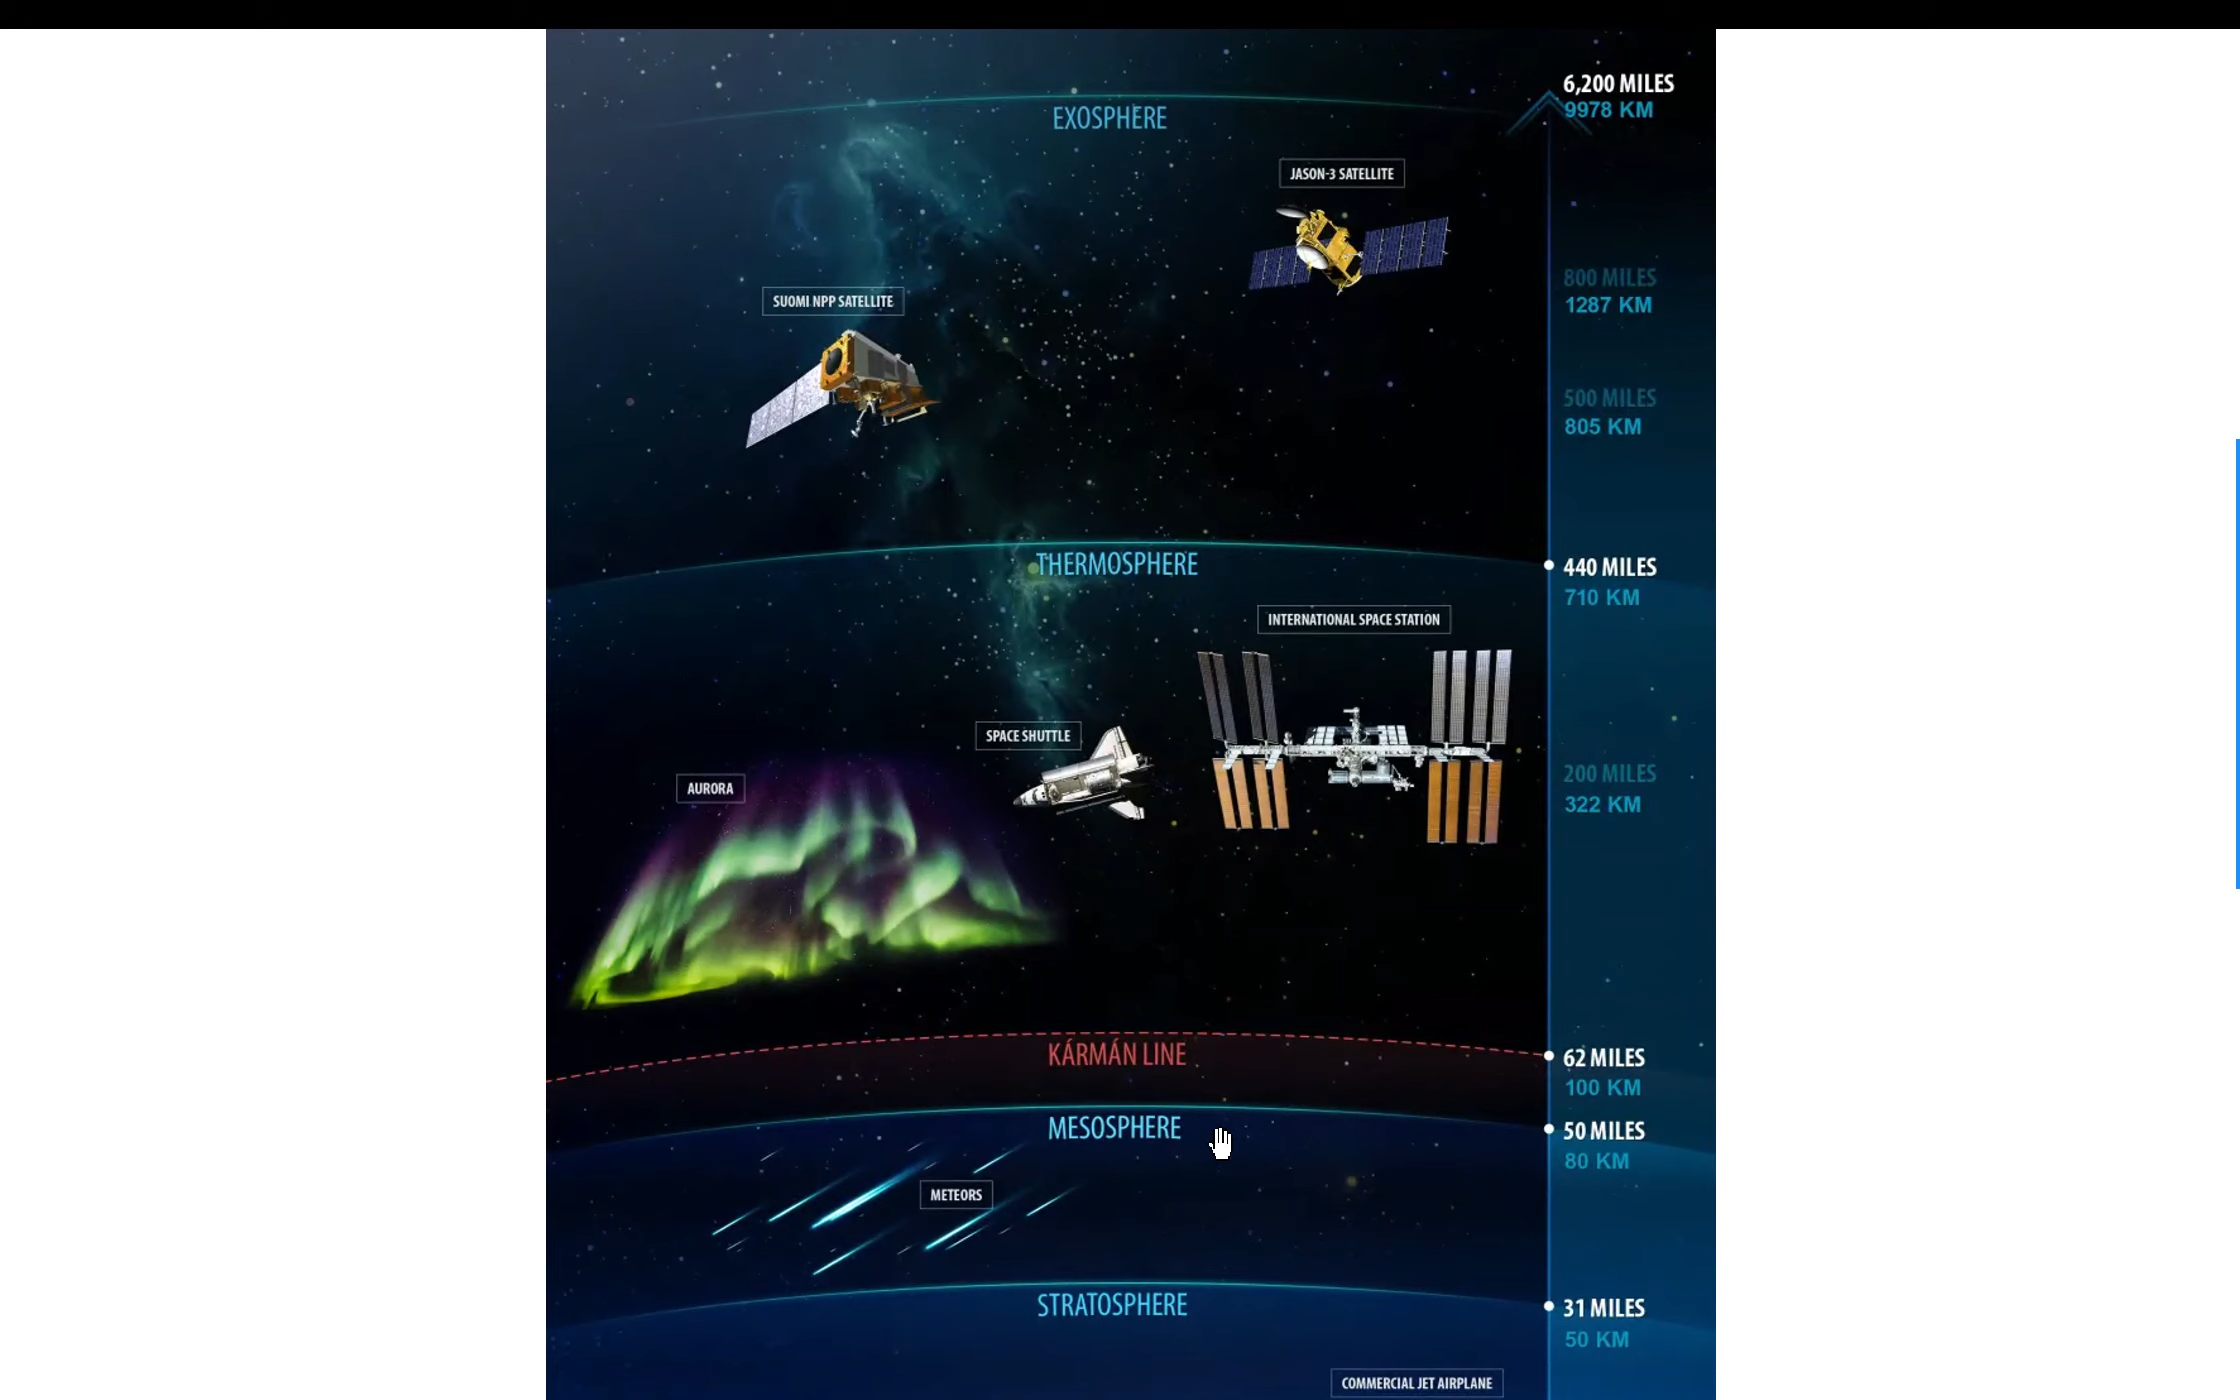 6,200 MILES
9978 KM
EXOSPHERE
JASON-3 SATELLITE
800 MILES
1287 KM
SUOMI NPP SATELLITE
500 MILES
805 KM
THERMOSPHERE
440 MILES
710 KM
INTERNATIONAL SPACE STATION
SPACE SHUTTLE
200 MILES
322 KM
AURORA
KÁRMÁN LINE
62 MILES
100 KM
MESOSPHERE
50 MILES
80 KM
METEORS
STRATOSPHERE
31 MILES
50 KM
COMMERCIAL JET AIRPLANE